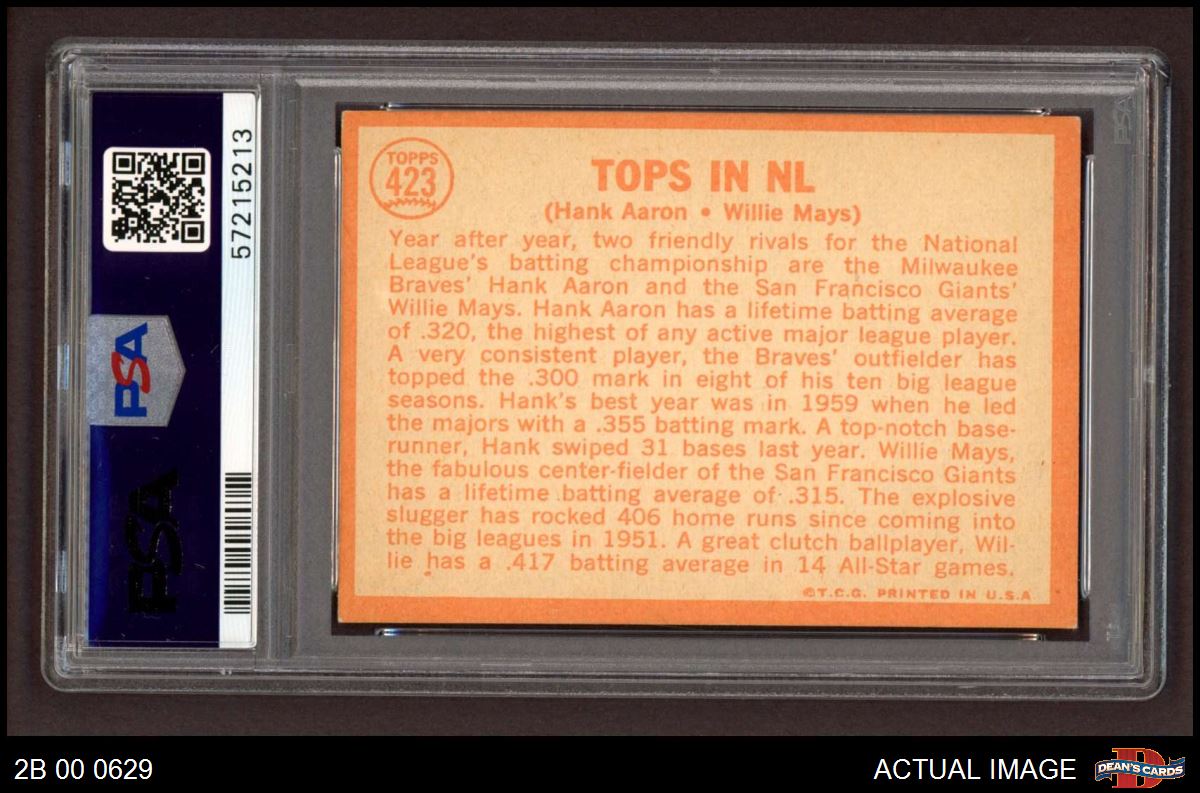 57215213
PSA
PSA
PSA
TOPPS
423
TOPS IN NL
(Hank Aaron • Willie Mays)
Year after year, two friendly rivals for the National
League's batting championship are the Milwaukee
Braves' Hank Aaron and the San Francisco Giants'
Willie Mays. Hank Aaron has a lifetime batting average
of .320, the highest of any active major league player.
A very consistent player, the Braves' outfielder has
topped the .300 mark in eight of his ten big league
seasons. Hank's best year was in 1959 when he led
the majors with a .355 batting mark. A top-notch base-
runner, Hank swiped 31 bases last year. Willie Mays,
the fabulous center-fielder of the San Francisco Giants
has a lifetime batting average of .315. The explosive
slugger has rocked 406 home runs since coming into
the big leagues in 1951. A great clutch ballplayer, Wil-
lie has a .417 batting average in 14 All-Star games.
©T.C.G. PRINTED IN U.S.A
2B 00 0629
ACTUAL IMAGE
DEAN'S CARDS